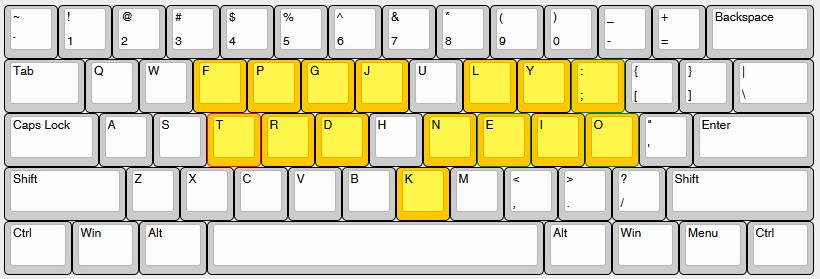 ~ ! @ # $ % ^ & * ( ) _ + Backspace
` 1 2 3 4 5 6 7 8 9 0 - =
Tab Q W F P G J U L Y : { } |
; [ ] \
Caps Lock A S T R D H N E I O " Enter
'
Shift Z X C V B K M < > ? Shift
, . /
Ctrl Win Alt Alt Win Menu Ctrl